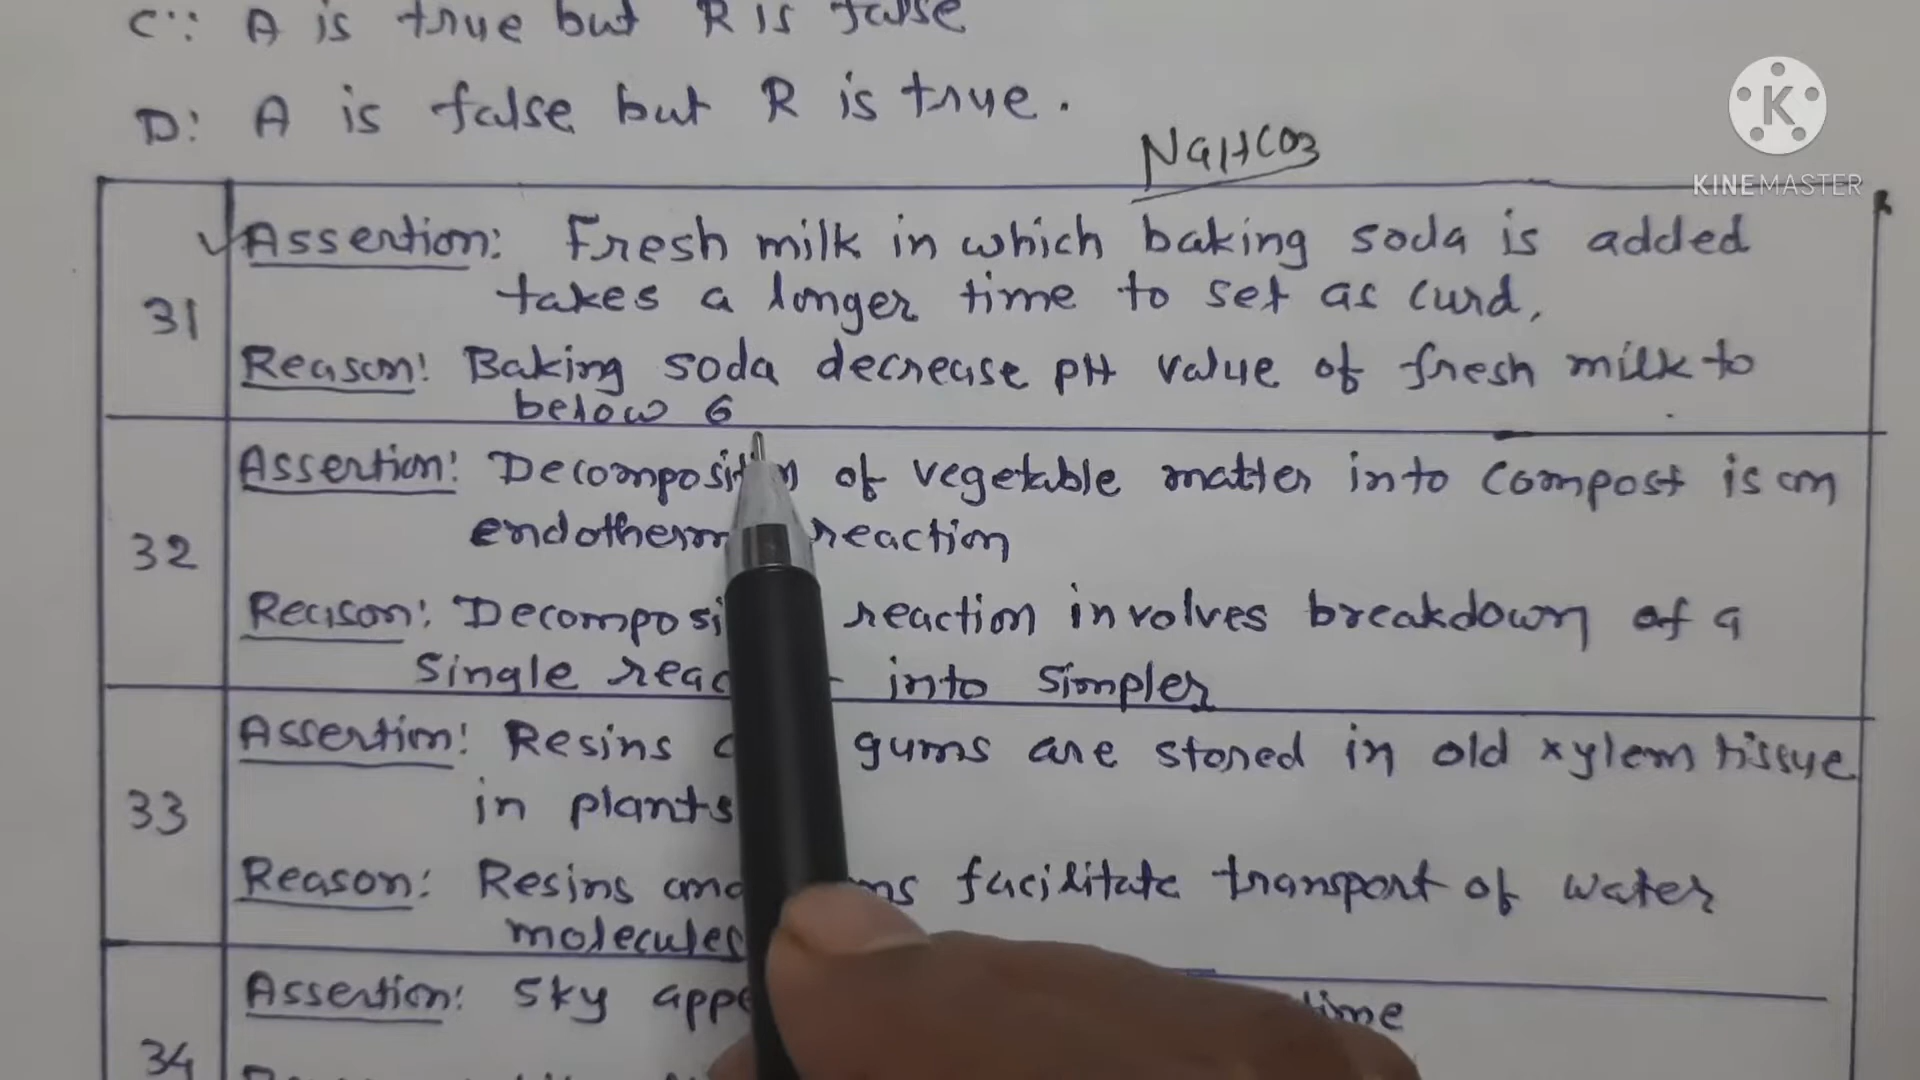 C: A is true but R is false
D: A is false but R is true.
NaHCO3
K
KINEMASTER
31
Assertion: Fresh milk in which baking soda is added
takes a longer time to set as curd.
Reason: Baking soda decrease pH value of fresh milk to
below 6
32
Assertion: Decomposition of vegetable matter into compost is an
endotherm reaction
Reason: Decomposi reaction involves breakdown of a
Single reac into simpler
33
Assertion: Resins gums are stored in old xylem tissue
in plants
Reason: Resins and ms facilitate transport of water
molecules
34
Assertion: Sky appe time